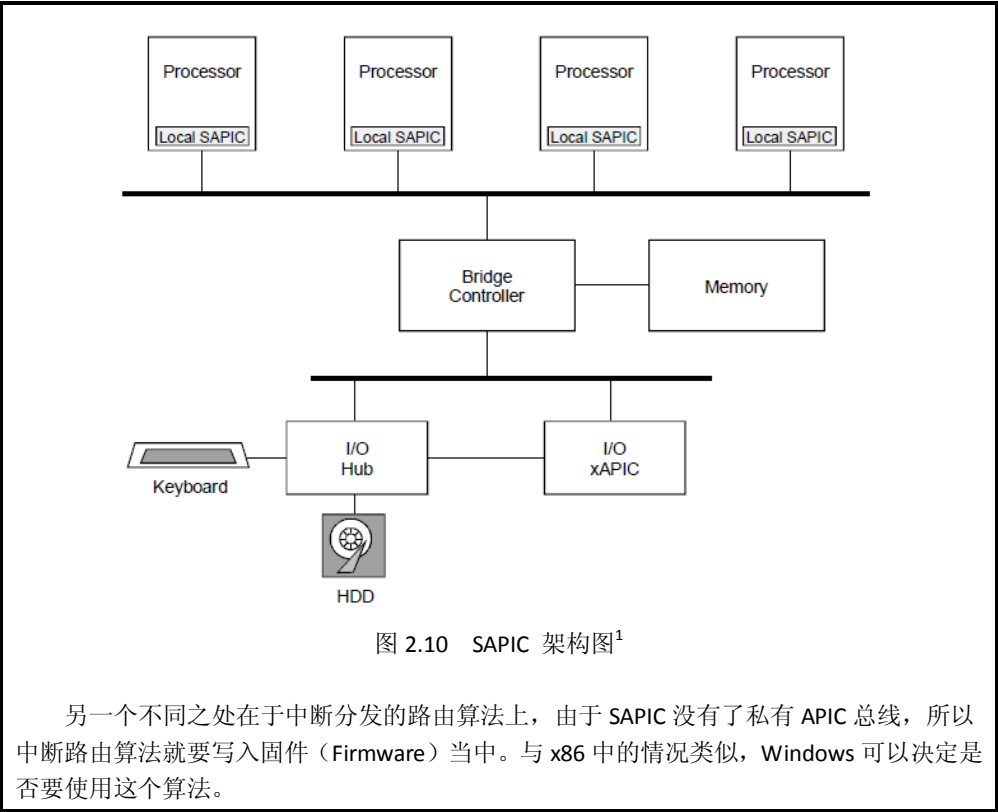 Processor Processor Processor Processor
Local SAPIC Local SAPIC Local SAPIC Local SAPIC
Bridge
Controller
Memory
I/O
Hub
I/O
xAPIC
Keyboard
HDD
图 2.10 SAPIC 架构图1
另一个不同之处在于中断分发的路由算法上，由于 SAPIC 没有了私有 APIC 总线，所以
中断路由算法就要写入固件（Firmware）当中。与 x86 中的情况类似，Windows 可以决定是
否要使用这个算法。